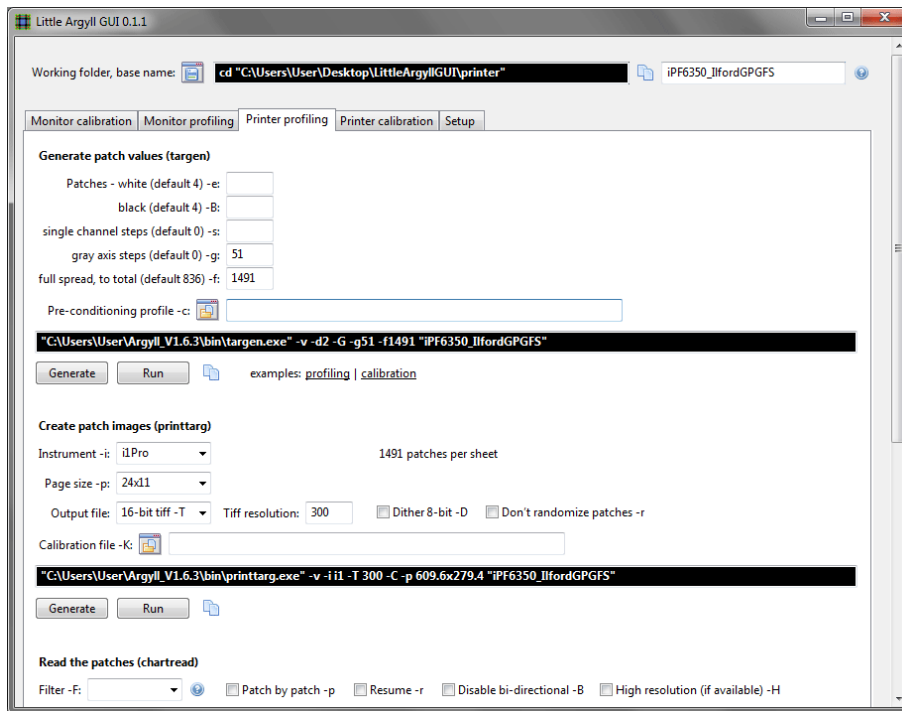 Little Argyll GUI 0.1.1
Working folder, base name: cd "C:\Users\User\Desktop\LittleArgyllGUI\printer" iPF6350_IlfordGPGFS
Monitor calibration Monitor profiling Printer profiling Printer calibration Setup
Generate patch values (targen)
Patches - white (default 4) -e:
black (default 4) -B:
single channel steps (default 0) -s:
gray axis steps (default 0) -g: 51
full spread, to total (default 836) -f: 1491
Pre-conditioning profile -c:
"C:\Users\User\Argyll_V1.6.3\bin\targen.exe" -v -d2 -G -g51 -f1491 "iPF6350_IlfordGPGFS"
Generate Run examples: profiling | calibration
Create patch images (printtarg)
Instrument -i: i1Pro 1491 patches per sheet
Page size -p: 24x11
Output file: 16-bit tiff -T Tiff resolution: 300 Dither 8-bit -D Don't randomize patches -r
Calibration file -K:
"C:\Users\User\Argyll_V1.6.3\bin\printtarg.exe" -v -i i1 -T 300 -C -p 609.6x279.4 "iPF6350_IlfordGPGFS"
Generate Run
Read the patches (chartread)
Filter -F: Patch by patch -p Resume -r Disable bi-directional -B High resolution (if available) -H